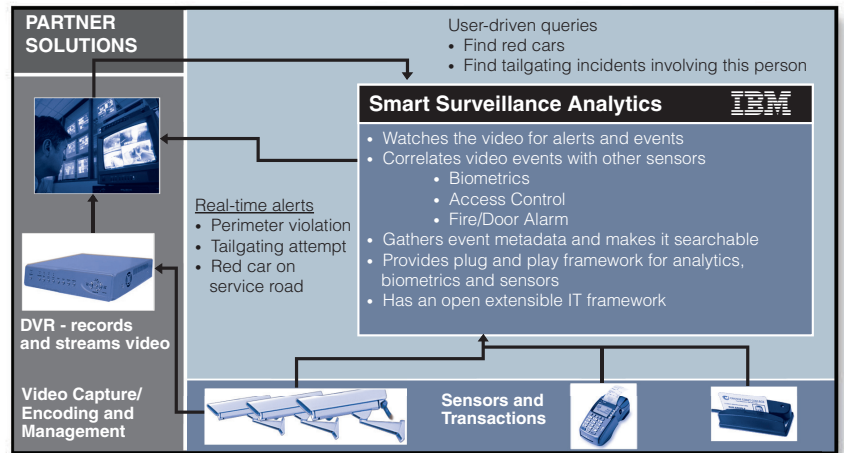 PARTNER
SOLUTIONS
User-driven queries
• Find red cars
• Find tailgating incidents involving this person
Smart Surveillance Analytics
IBM
• Watches the video for alerts and events
• Correlates video events with other sensors
• Biometrics
• Access Control
• Fire/Door Alarm
• Gathers event metadata and makes it searchable
• Provides plug and play framework for analytics,
biometrics and sensors
• Has an open extensible IT framework
Real-time alerts
• Perimeter violation
• Tailgating attempt
• Red car on
service road
DVR - records
and streams video
Video Capture/
Encoding and
Management
Sensors and
Transactions